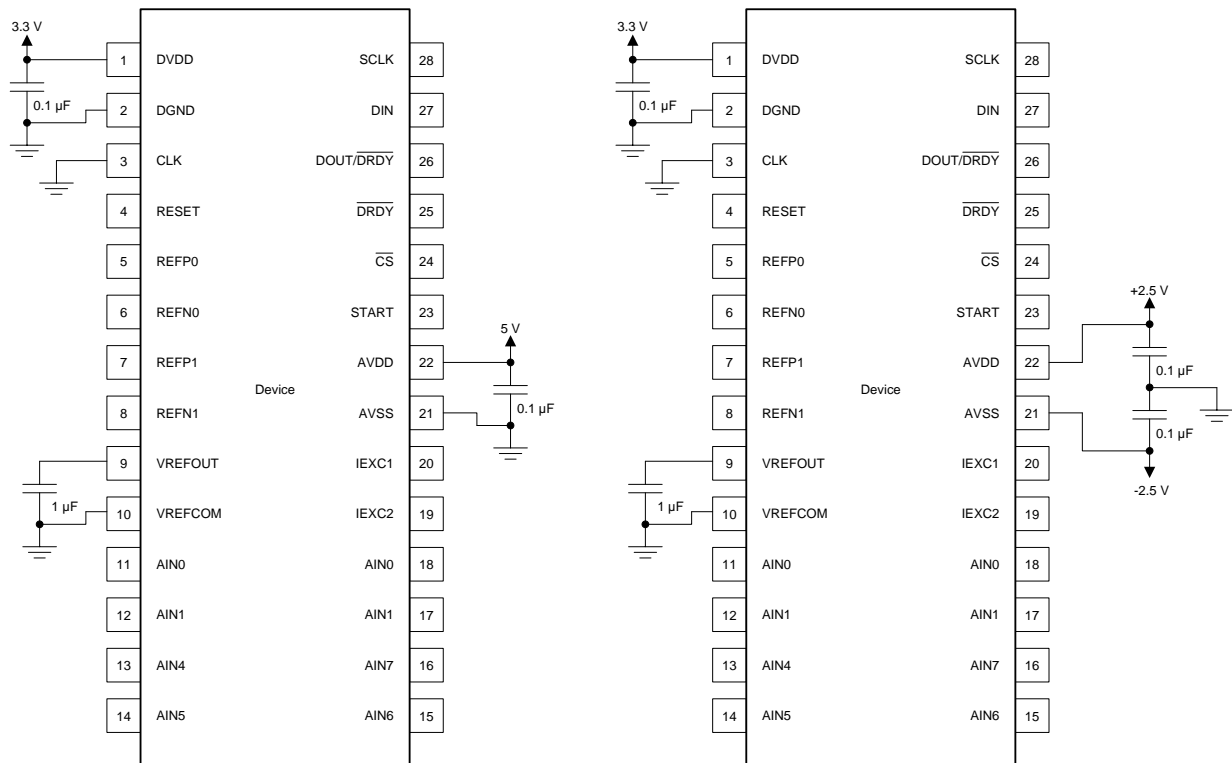 3.3 V
1 DVDD SCLK 28
0.1 µF
2 DGND DIN 27
3 CLK DOUT/DRDY 26
4 RESET DRDY 25
5 REFP0 CS 24
6 REFN0 START 23
5 V
7 REFP1 AVDD 22
Device
0.1 µF
8 REFN1 AVSS 21
9 VREFOUT IEXC1 20
1 µF
10 VREFCOM IEXC2 19
11 AIN0 AIN0 18
12 AIN1 AIN1 17
13 AIN4 AIN7 16
14 AIN5 AIN6 15
3.3 V
1 DVDD SCLK 28
0.1 µF
2 DGND DIN 27
3 CLK DOUT/DRDY 26
4 RESET DRDY 25
5 REFP0 CS 24
+2.5 V
6 REFN0 START 23
7 REFP1 AVDD 22
0.1 µF
Device
8 REFN1 AVSS 21
0.1 µF
9 VREFOUT IEXC1 20
-2.5 V
1 µF
10 VREFCOM IEXC2 19
11 AIN0 AIN0 18
12 AIN1 AIN1 17
13 AIN4 AIN7 16
14 AIN5 AIN6 15